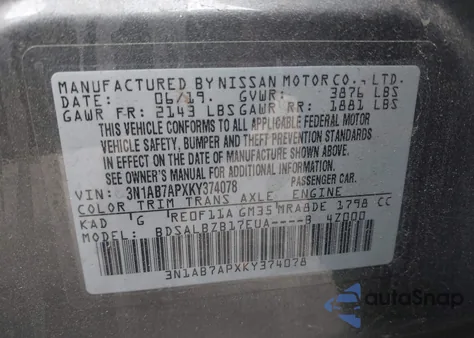 MANUFACTURED BY NISSAN MOTOR CO., LTD.
DATE: 06/19. GVWR: 3876 LBS
GAWR FR: 2143 LBS GAWR RR: 1881 LBS
THIS VEHICLE CONFORMS TO ALL APPLICABLE FEDERAL MOTOR
VEHICLE SAFETY, BUMPER, AND THEFT PREVENTION STANDARDS
IN EFFECT ON THE DATE OF MANUFACTURE SHOWN ABOVE.
SEE OWNER'S MANUAL FOR ADDITIONAL INFORMATION.
VIN: 3N1AB7APXKY374078 PASSENGER CAR.
COLOR TRIM TRANS AXLE ENGINE
KAD G RE0F11A GM35 MRA8DE 1798 CC
MODEL: BDSALBZB17EUA----B 4Z000
3N1AB7APXKY374078
autoSnap